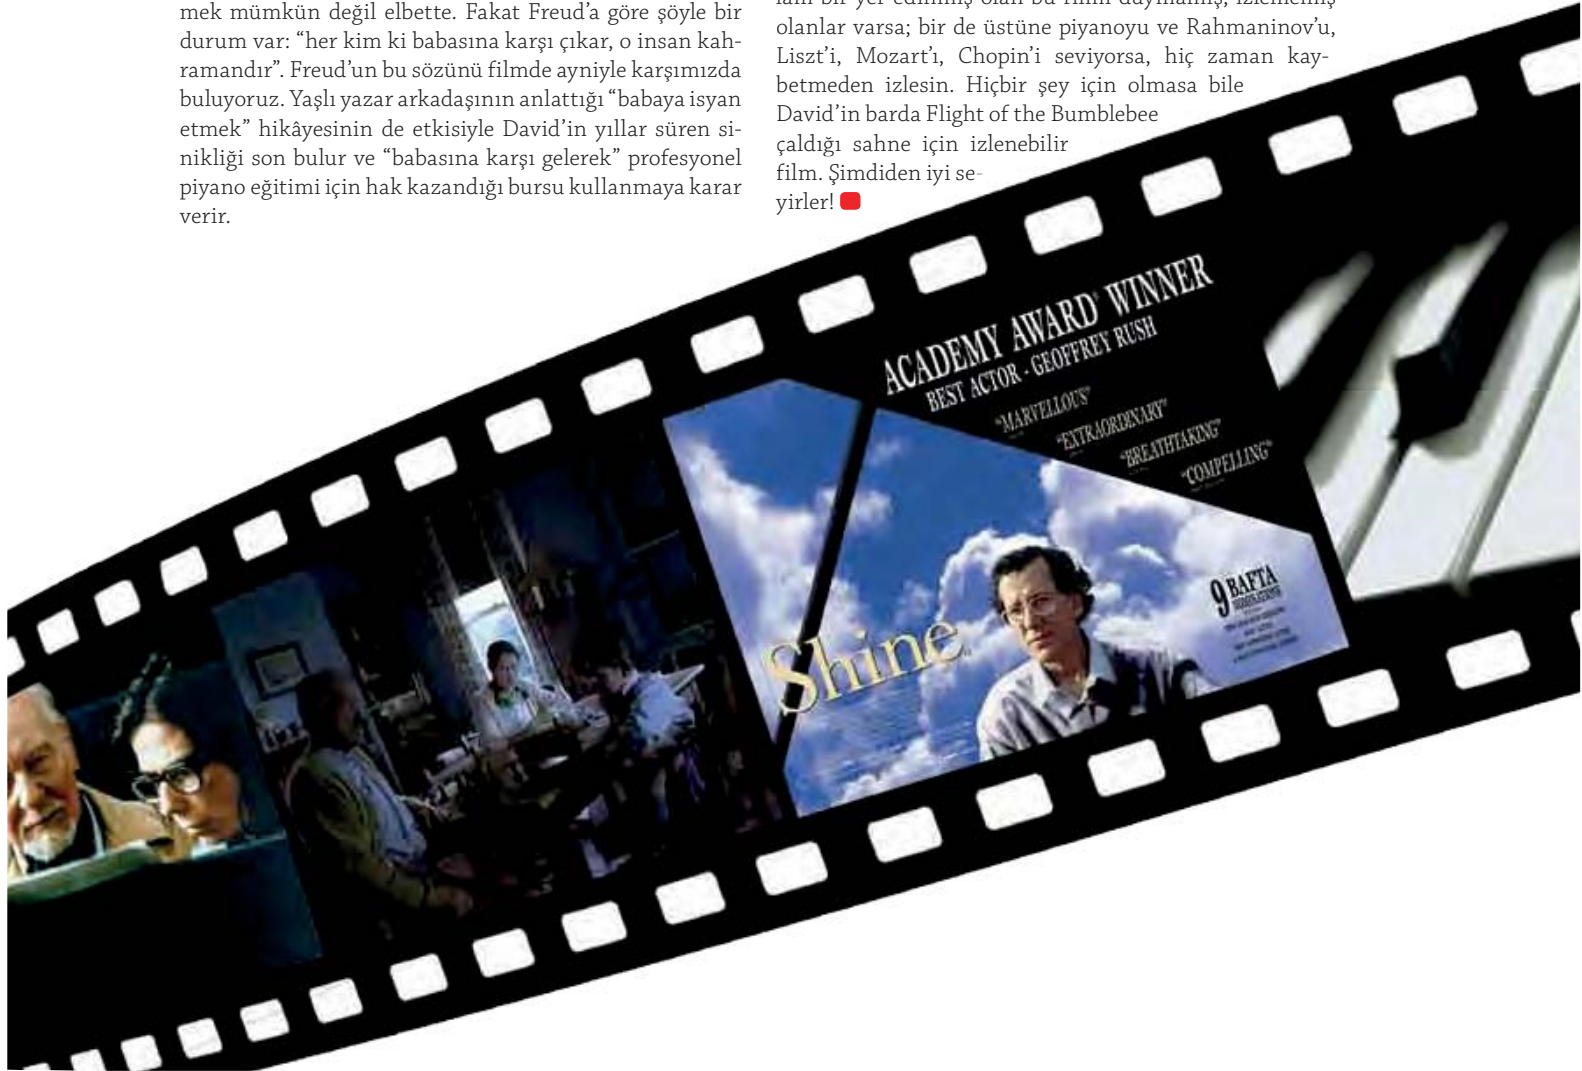 mek mümkün değil elbette. Fakat Freud’a göre şöyle bir
durum var: “her kim ki babasına karşı çıkar, o insan kah-
ramandır”. Freud’un bu sözünü filmde ayniyle karşımızda
buluyoruz. Yaşlı yazar arkadaşının anlattığı “babaya isyan
etmek” hikâyesinin de etkisiyle David’in yıllar süren si-
nikliği son bulur ve “babasına karşı gelerek” profesyonel
piyano eğitimi için hak kazandığı bursu kullanmaya karar
verir.
olanlar varsa; bir de üstüne piyanoyu ve Rahmaninov’u,
Liszt’i, Mozart’ı, Chopin’i seviyorsa, hiç zaman kay-
betmeden izlesin. Hiçbir şey için olmasa bile
David’in barda Flight of the Bumblebee
çaldığı sahne için izlenebilir
film. Şimdiden iyi se-
yirler!
ACADEMY AWARD WINNER
BEST ACTOR - GEOFFREY RUSH
“MARVELLOUS”
“EXTRAORDINARY”
“BREATHTAKING”
“COMPELLING”
Shine
9 BAFTA
NOMINATIONS